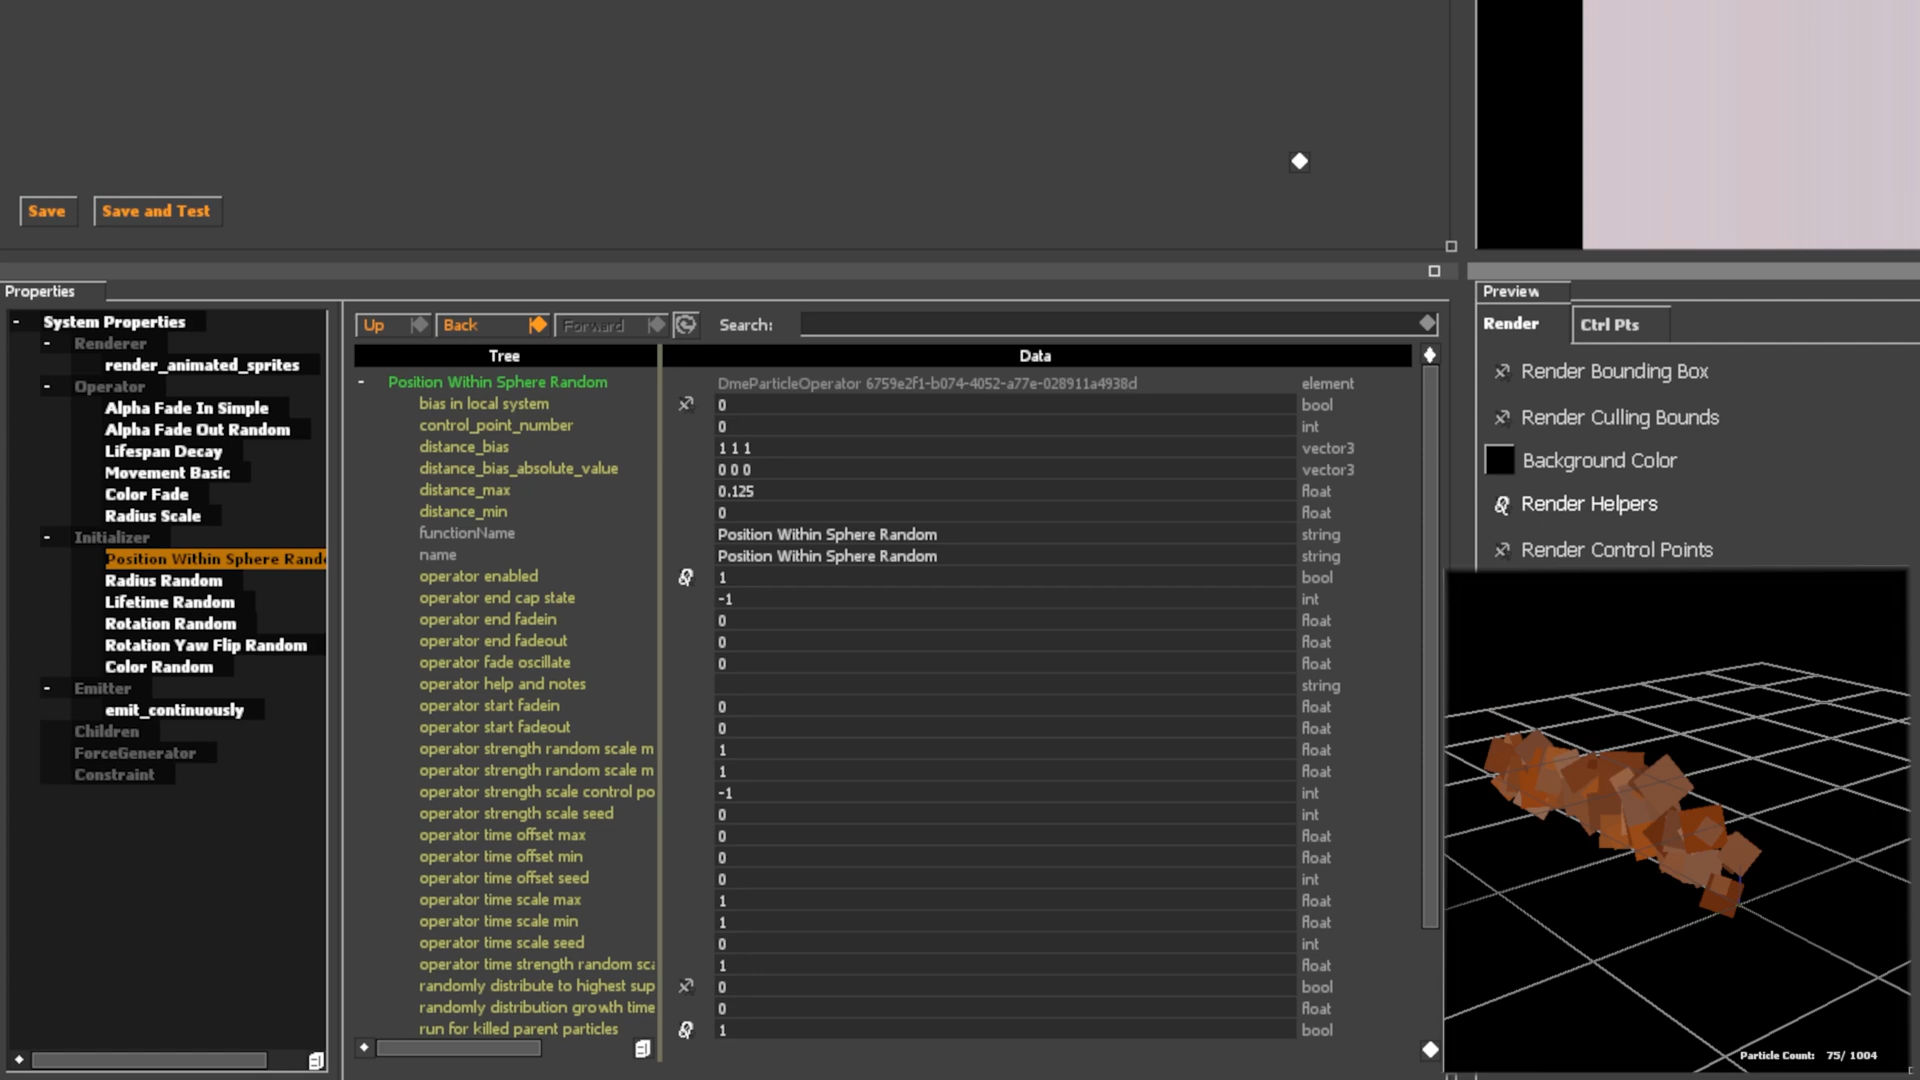 Save
Save and Test
Properties
- System Properties
- Renderer
render_animated_sprites
- Operator
Alpha Fade In Simple
Alpha Fade Out Random
Lifespan Decay
Movement Basic
Color Fade
Radius Scale
- Initializer
Position Within Sphere Rando
Radius Random
Lifetime Random
Rotation Random
Rotation Yaw Flip Random
Color Random
- Emitter
emit_continuously
Children
ForceGenerator
Constraint
Up Back Forward Search:
Tree Data
- Position Within Sphere Random DmeParticleOperator 6759e2f1-b074-4052-a77e-028911a4938d element
bias in local system 0 bool
control_point_number 0 int
distance_bias 1 1 1 vector3
distance_bias_absolute_value 0 0 0 vector3
distance_max 0.125 float
distance_min 0 float
functionName Position Within Sphere Random string
name Position Within Sphere Random string
operator enabled 1 bool
operator end cap state -1 int
operator end fadein 0 float
operator end fadeout 0 float
operator fade oscillate 0 float
operator help and notes string
operator start fadein 0 float
operator start fadeout 0 float
operator strength random scale m 1 float
operator strength random scale m 1 float
operator strength scale control po -1 int
operator strength scale seed 0 int
operator time offset max 0 float
operator time offset min 0 float
operator time offset seed 0 int
operator time scale max 1 float
operator time scale min 1 float
operator time scale seed 0 int
operator time strength random sca 1 float
randomly distribute to highest sup 0 bool
randomly distribution growth time 0 float
run for killed parent particles 1 bool
Preview
Render Ctrl Pts
Render Bounding Box
Render Culling Bounds
Background Color
Render Helpers
Render Control Points
Particle Count: 75/ 1004